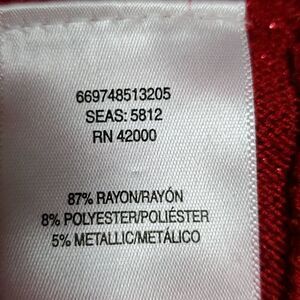 669748513205
SEAS: 5812
RN 42000
87% RAYON/RAYÓN
8% POLYESTER/POLIÉSTER
5% METALLIC/METÁLICO